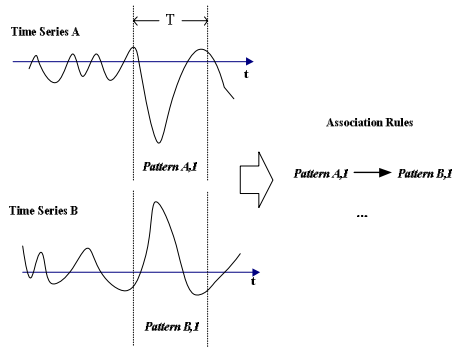 T
Time Series A
t
Association Rules
Pattern A,1
Pattern A,1 Pattern B,1
...
Time Series B
t
Pattern B,1